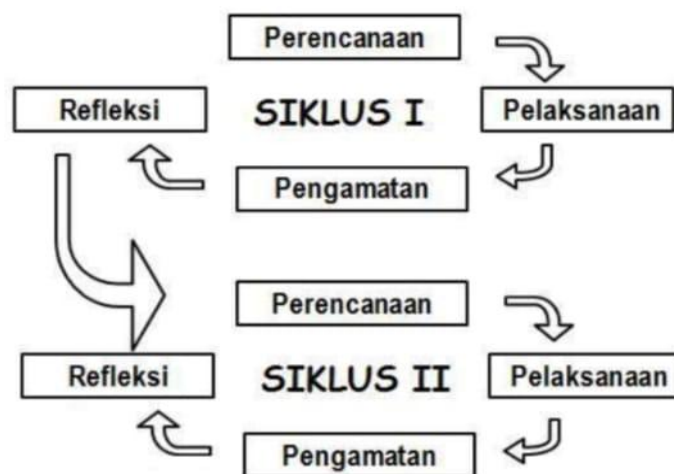 Perencanaan
Refleksi
SIKLUS I
Pelaksanaan
Pengamatan
Perencanaan
Refleksi
SIKLUS II
Pelaksanaan
Pengamatan